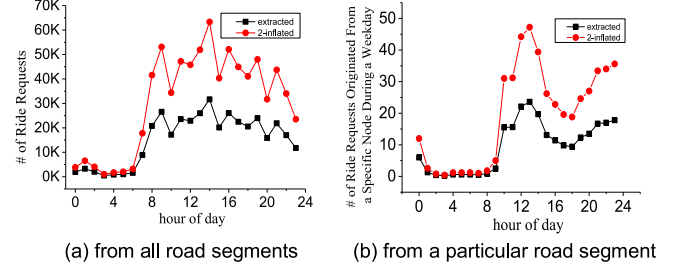 # of Ride Requests
70K
60K
50K
40K
30K
20K
10K
0K
extracted
2-inflated
0 4 8 12 16 20 24
hour of day
(a) from all road segments
# of Ride Requests Originated From
a Specific Node During a Weekday
50
40
30
20
10
0
extracted
2-inflated
0 4 8 12 16 20 24
hour of day
(b) from a particular road segment